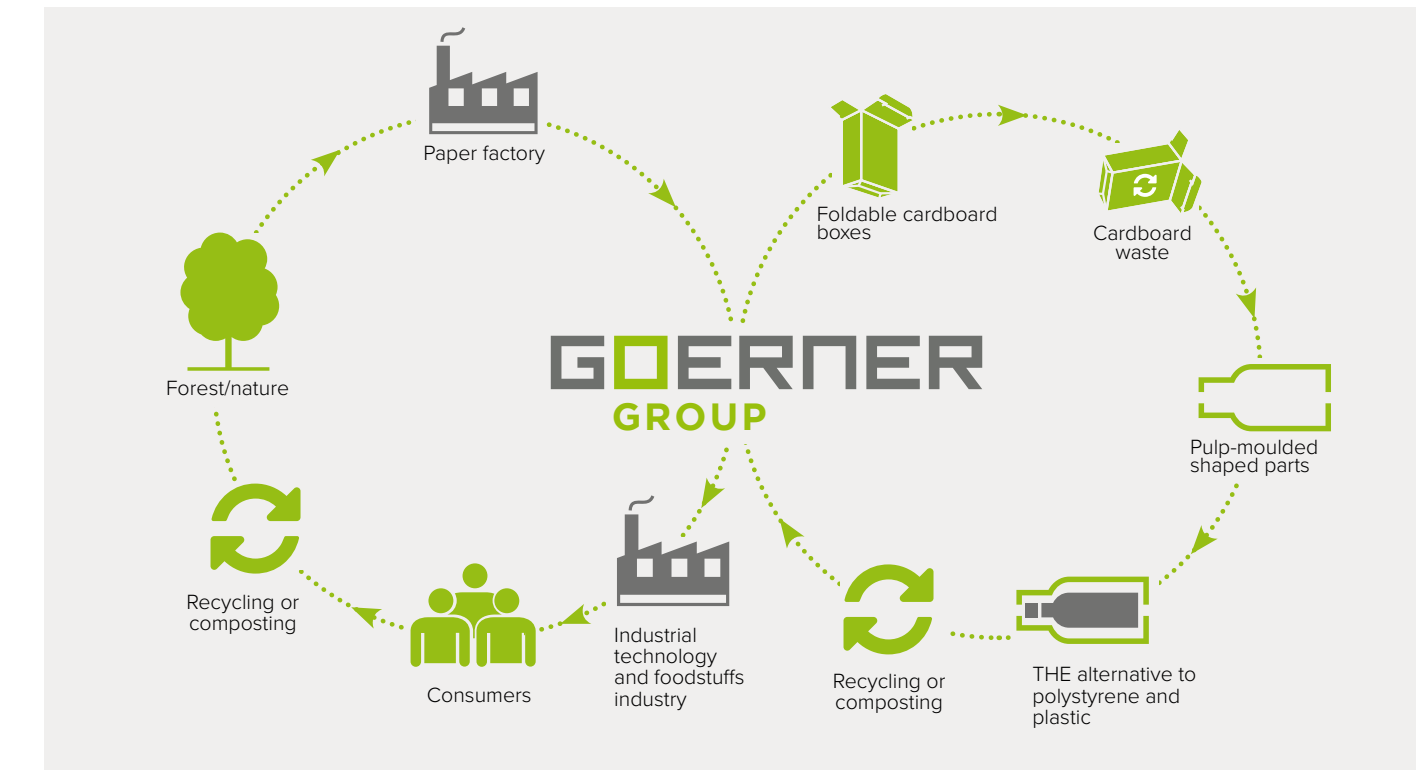 Paper factory
Foldable cardboard
boxes
Cardboard
waste
GOERNER
GROUP
Forest/nature
Pulp-moulded
shaped parts
Recycling or
composting
Consumers
Industrial
technology
and foodstuffs
industry
Recycling or
composting
THE alternative to
polystyrene and
plastic